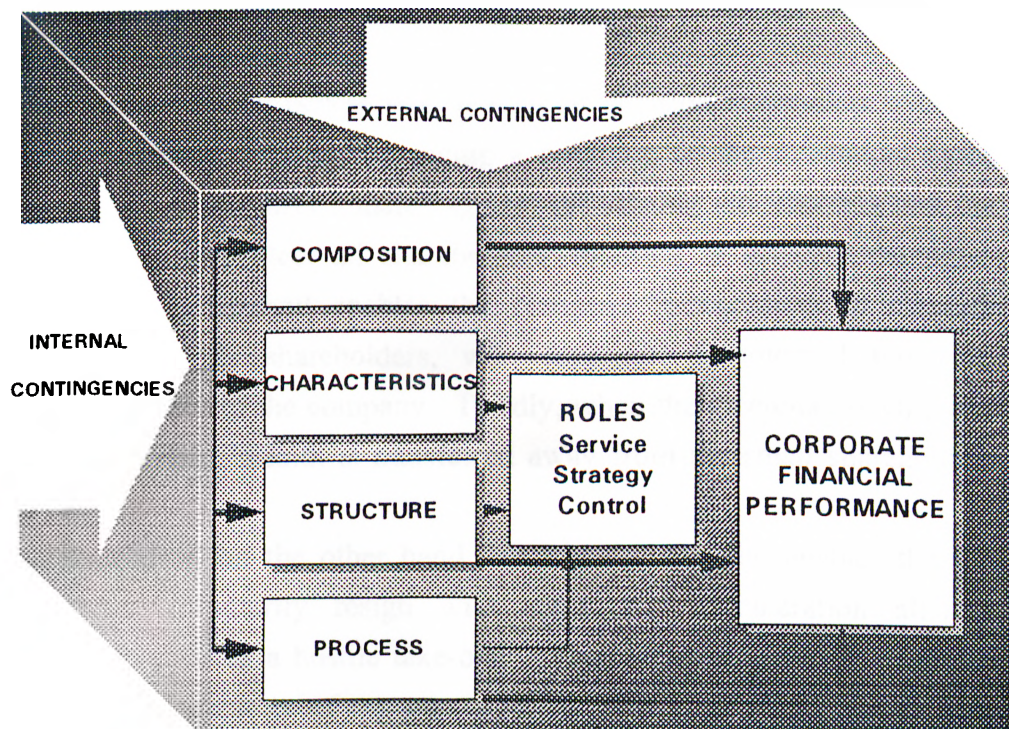 EXTERNAL CONTINGENCIES
INTERNAL
CONTINGENCIES
COMPOSITION
CHARACTERISTICS
STRUCTURE
PROCESS
ROLES
Service
Strategy
Control
CORPORATE
FINANCIAL
PERFORMANCE